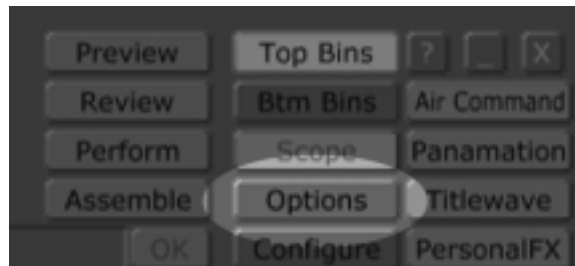 Preview Top Bins ? _ X
Review Btm Bins Air Command
Perform Scope Panamation
Assemble Options Titlewave
OK Configure PersonalFX